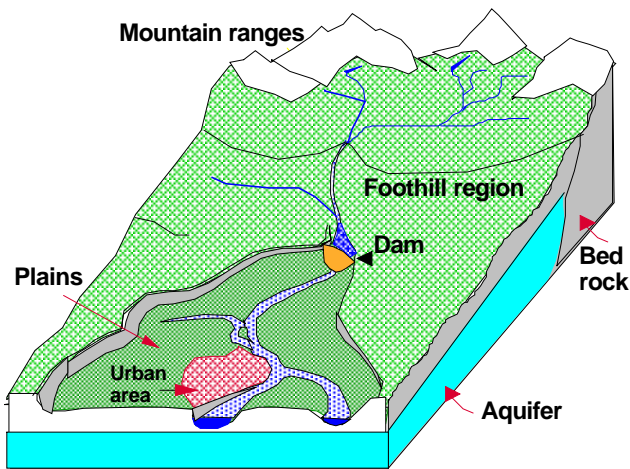 Mountain ranges
Foothill region
Dam
Bed
rock
Plains
Urban
area
Aquifer